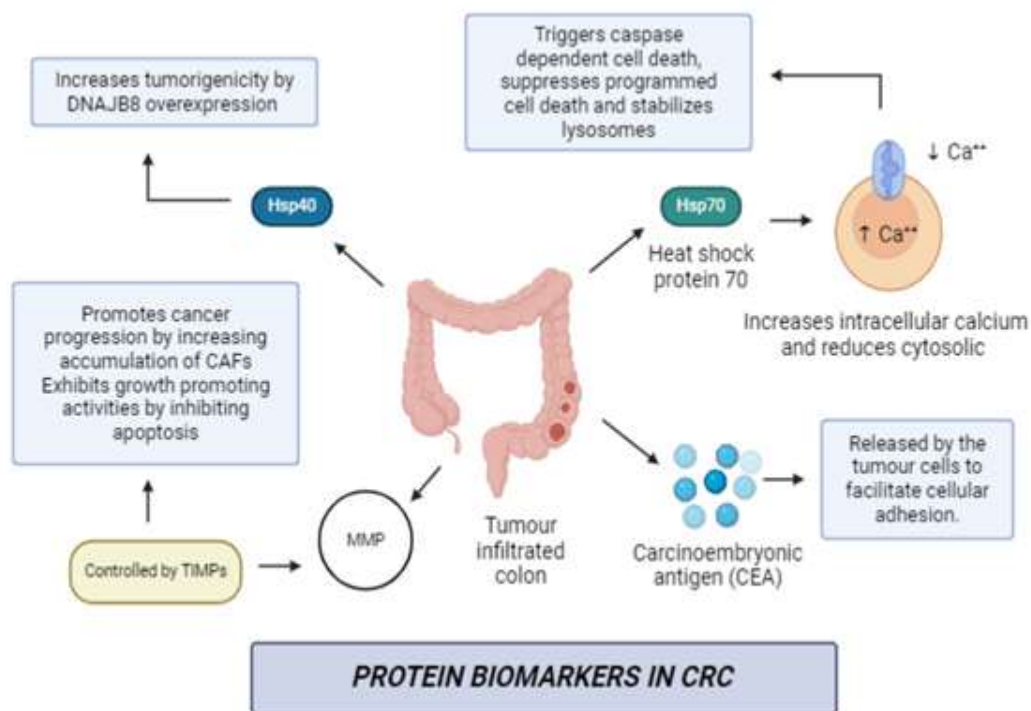 Increases tumorigenicity by
DNAJB8 overexpression
Triggers caspase
dependent cell death,
suppresses programmed
cell death and stabilizes
lysosomes
↓ Ca⁺⁺
↑ Ca⁺⁺
Hsp40
Hsp70
Heat shock
protein 70
Increases intracellular calcium
and reduces cytosolic
Promotes cancer
progression by increasing
accumulation of CAFs
Exhibits growth promoting
activities by inhibiting
apoptosis
Controlled by TIMPs
MMP
Tumour
infiltrated
colon
Carcinoembryonic
antigen (CEA)
Released by the
tumour cells to
facilitate cellular
adhesion.
PROTEIN BIOMARKERS IN CRC